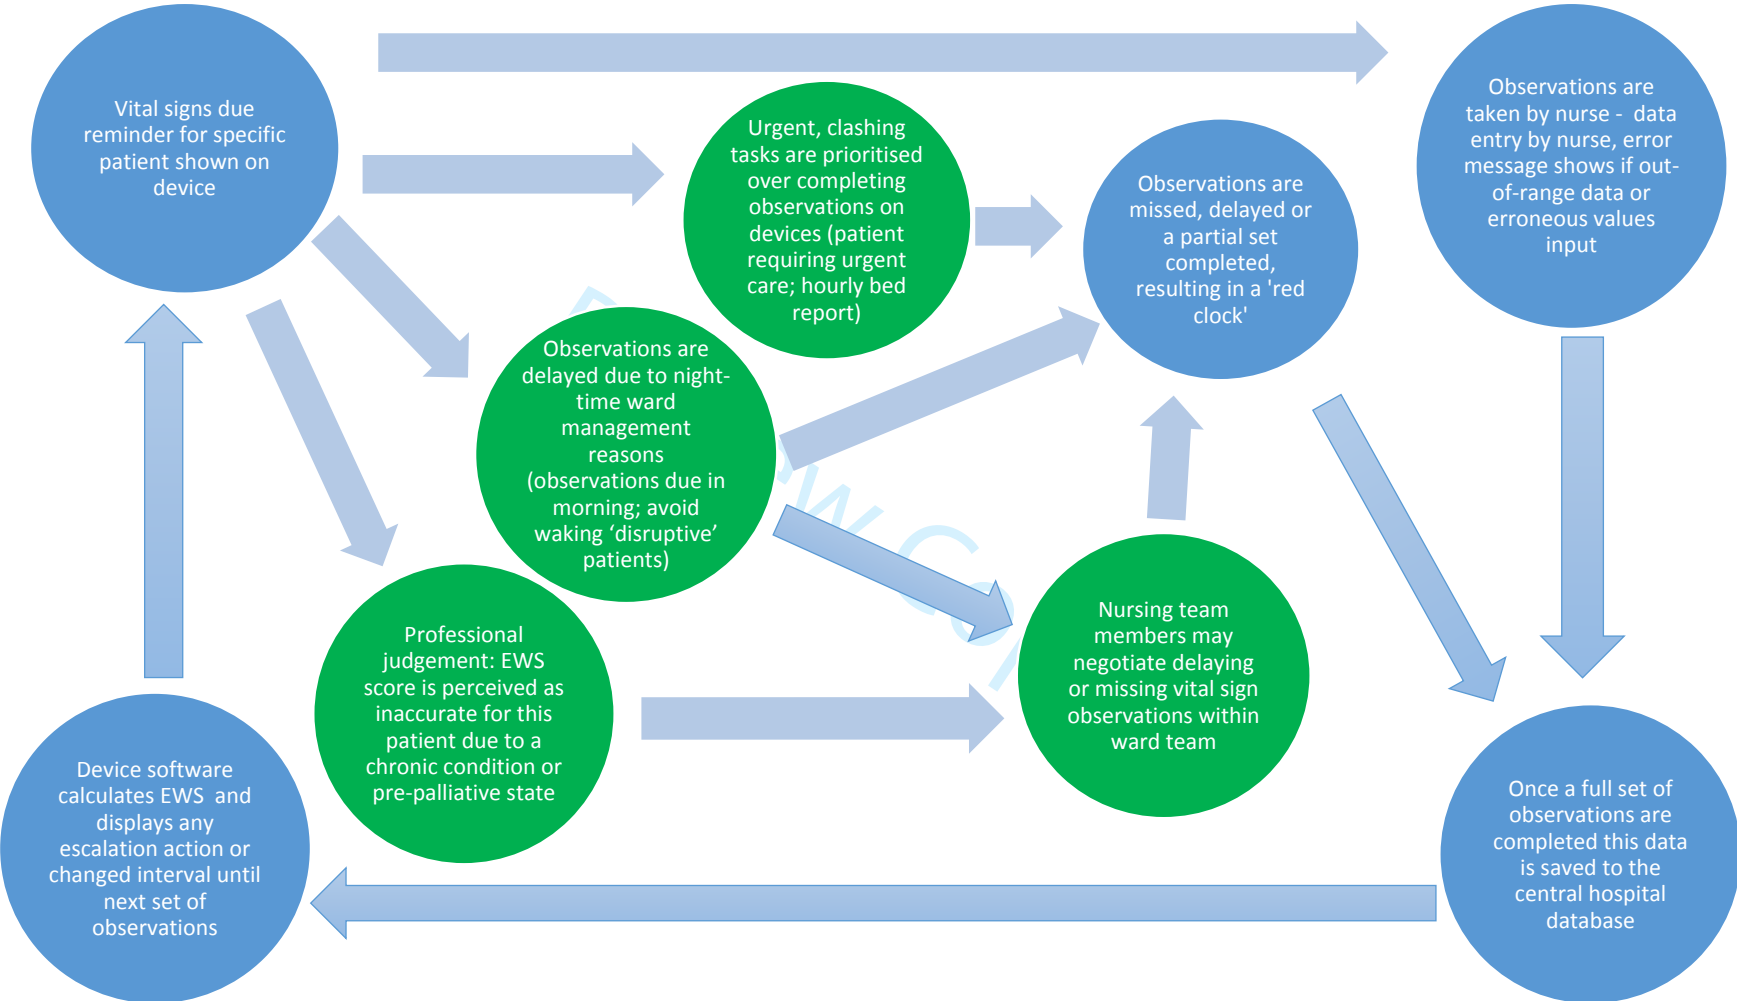 Vital signs due
reminder for specific
patient shown on
device
Urgent, clashing
tasks are prioritised
over completing
observations on
devices (patient
requiring urgent
care; hourly bed
report)
Observations are
missed, delayed or
a partial set
completed,
resulting in a 'red
clock'
Observations are
taken by nurse - data
entry by nurse, error
message shows if out-
of-range data or
erroneous values
input
Observations are
delayed due to night-
time ward
management
reasons
(observations due in
morning; avoid
waking ‘disruptive’
patients)
Professional
judgement: EWS
score is perceived as
inaccurate for this
patient due to a
chronic condition or
pre-palliative state
Nursing team
members may
negotiate delaying
or missing vital sign
observations within
ward team
Device software
calculates EWS and
displays any
escalation action or
changed interval until
next set of
observations
Once a full set of
observations are
completed this data
is saved to the
central hospital
database